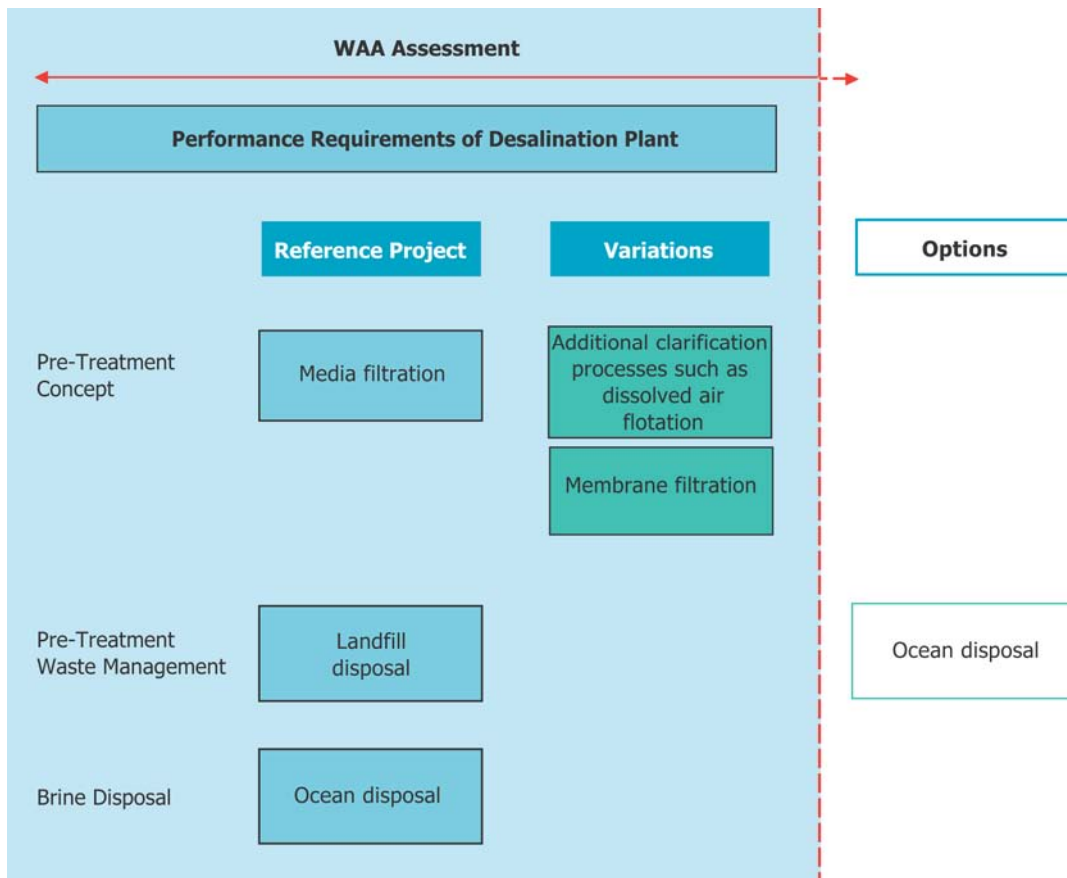 WAA Assessment
Performance Requirements of Desalination Plant
Reference Project
Variations
Options
Pre-Treatment
Concept
Media filtration
Additional clarification
processes such as
dissolved air
flotation
Membrane filtration
Pre-Treatment
Waste Management
Landfill
disposal
Ocean disposal
Brine Disposal
Ocean disposal